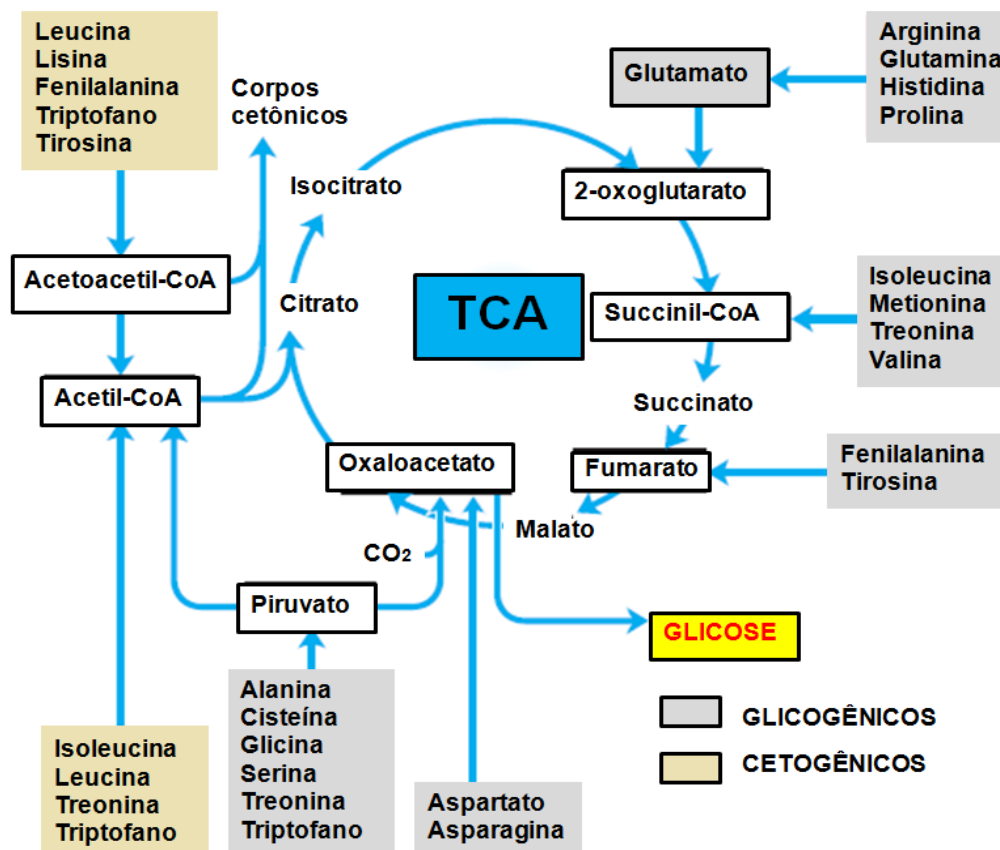 Leucina
Lisina
Fenilalanina
Triptofano
Tirosina
Corpos
cetônicos
Glutamato
Arginina
Glutamina
Histidina
Prolina
Isocitrato
2-oxoglutarato
Acetoacetil-CoA
Citrato
TCA
Succinil-CoA
Isoleucina
Metionina
Treonina
Valina
Acetil-CoA
Succinato
Oxaloacetato
Fumarato
Fenilalanina
Tirosina
Malato
CO₂
Piruvato
GLICOSE
Alanina
Cisteína
Glicina
Serina
Treonina
Triptofano
Isoleucina
Leucina
Treonina
Triptofano
Aspartato
Asparagina
GLICOGÊNICOS
CETOGÊNICOS